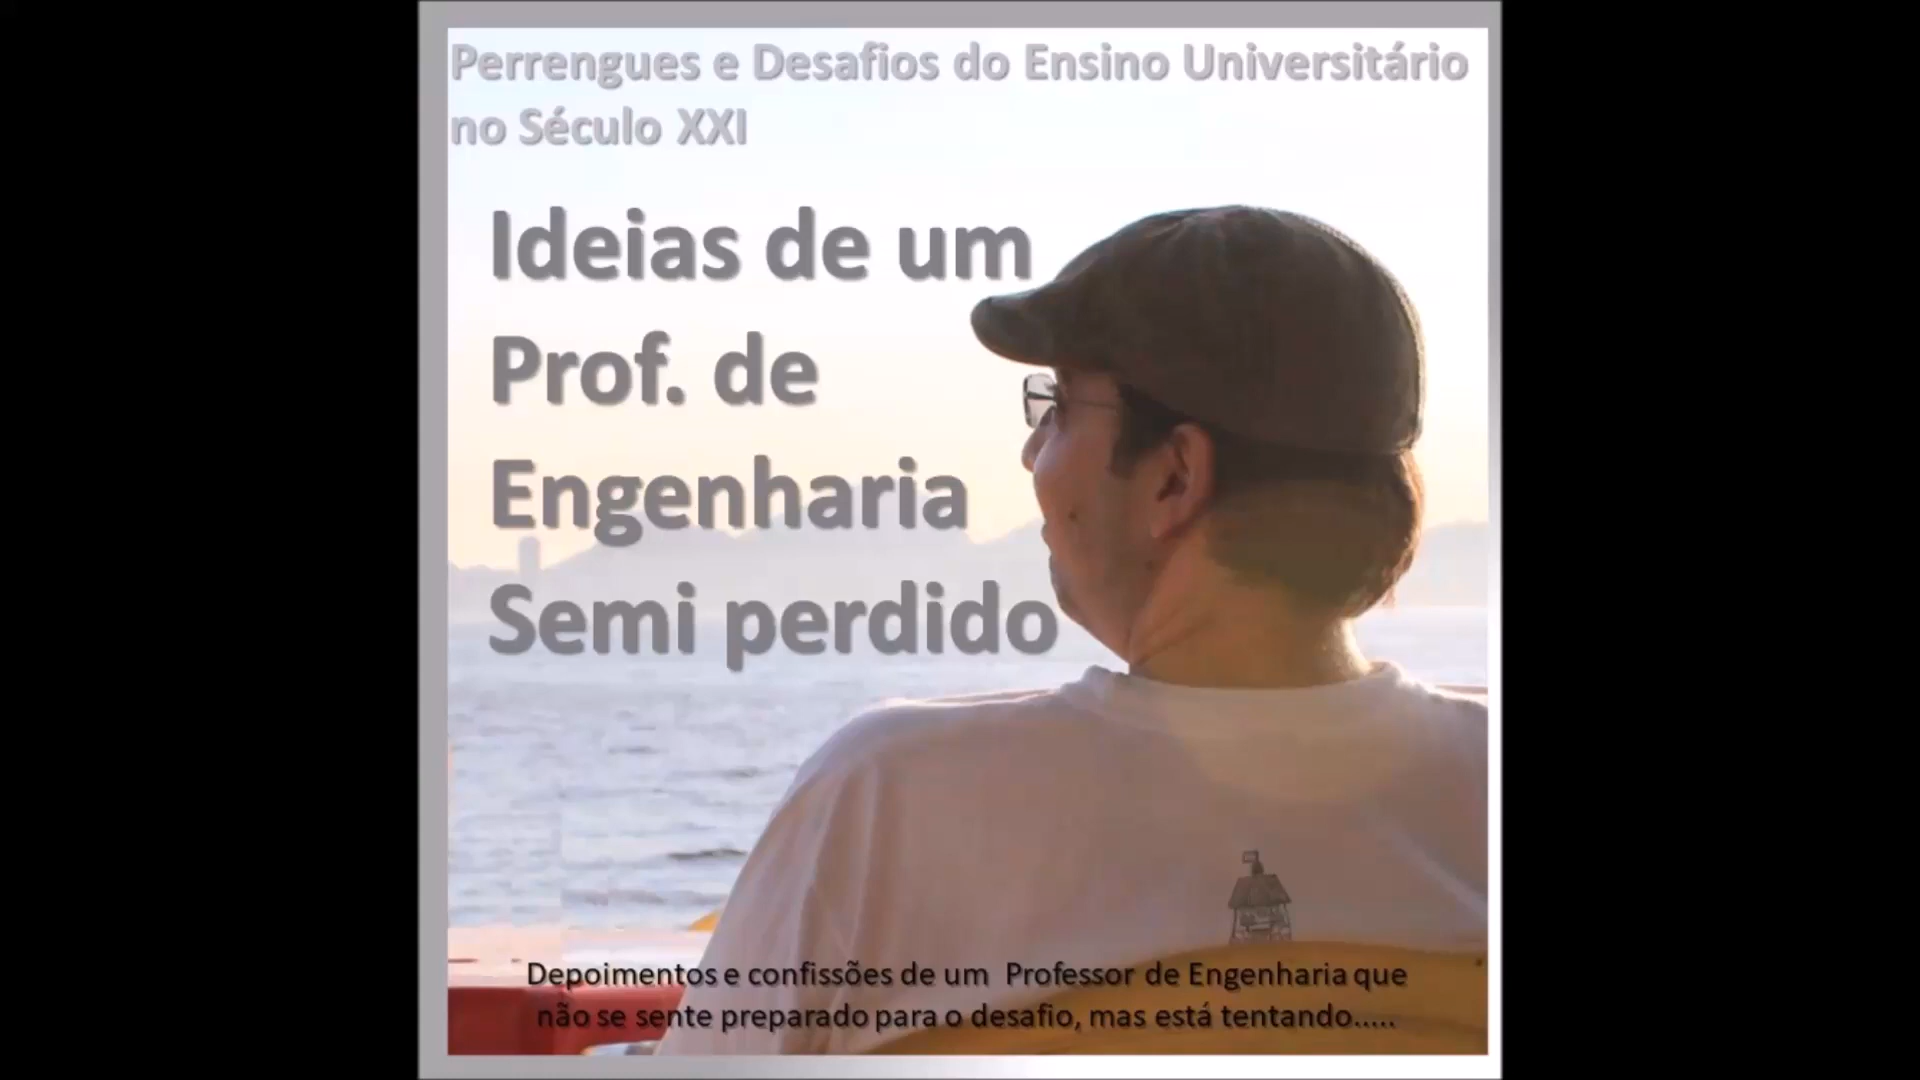 Perrengues e Desafios do Ensino Universitário
no Século XXI
Ideias de um
Prof. de
Engenharia
Semi perdido
Depoimentos e confissões de um Professor de Engenharia que
não se sente preparado para o desafio, mas está tentando.....